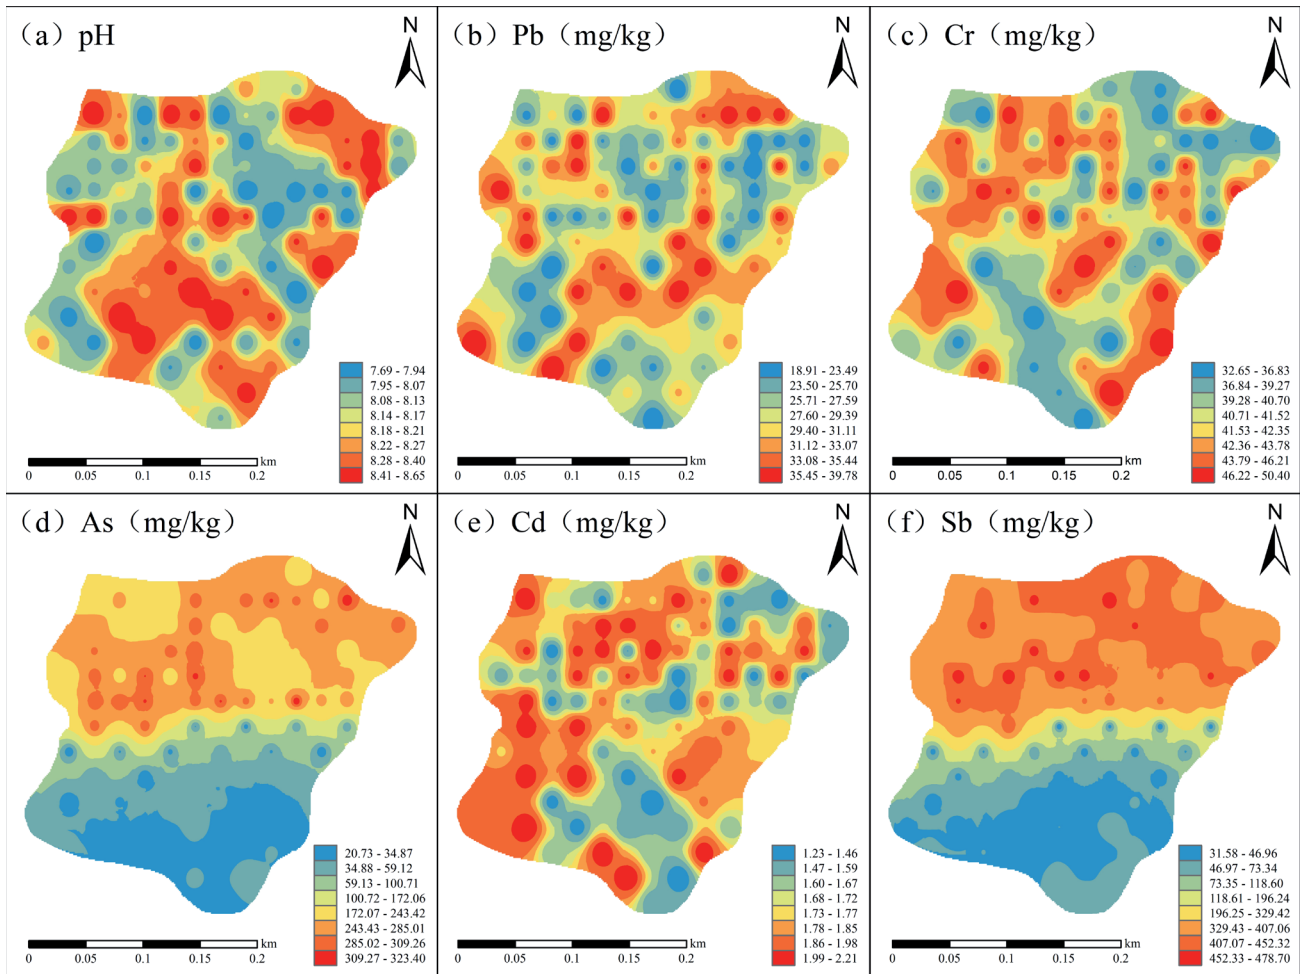 （a）pH
N
7.69 - 7.94
7.95 - 8.07
8.08 - 8.13
8.14 - 8.17
8.18 - 8.21
8.22 - 8.27
8.28 - 8.40
8.41 - 8.65
km
0 0.05 0.1 0.15 0.2
（b）Pb（mg/kg）
N
18.91 - 23.49
23.50 - 25.70
25.71 - 27.59
27.60 - 29.39
29.40 - 31.11
31.12 - 33.07
33.08 - 35.44
35.45 - 39.78
km
0 0.05 0.1 0.15 0.2
（c）Cr（mg/kg）
N
32.65 - 36.83
36.84 - 39.27
39.28 - 40.70
40.71 - 41.52
41.53 - 42.35
42.36 - 43.78
43.79 - 46.21
46.22 - 50.40
km
0 0.05 0.1 0.15 0.2
（d）As（mg/kg）
N
20.73 - 34.87
34.88 - 59.12
59.13 - 100.71
100.72 - 172.06
172.07 - 243.42
243.43 - 285.01
285.02 - 309.26
309.27 - 323.40
km
0 0.05 0.1 0.15 0.2
（e）Cd（mg/kg）
N
1.23 - 1.46
1.47 - 1.59
1.60 - 1.67
1.68 - 1.72
1.73 - 1.77
1.78 - 1.85
1.86 - 1.98
1.99 - 2.21
km
0 0.05 0.1 0.15 0.2
（f）Sb（mg/kg）
N
31.58 - 46.96
46.97 - 73.34
73.35 - 118.60
118.61 - 196.24
196.25 - 329.42
329.43 - 407.06
407.07 - 452.32
452.33 - 478.70
km
0 0.05 0.1 0.15 0.2